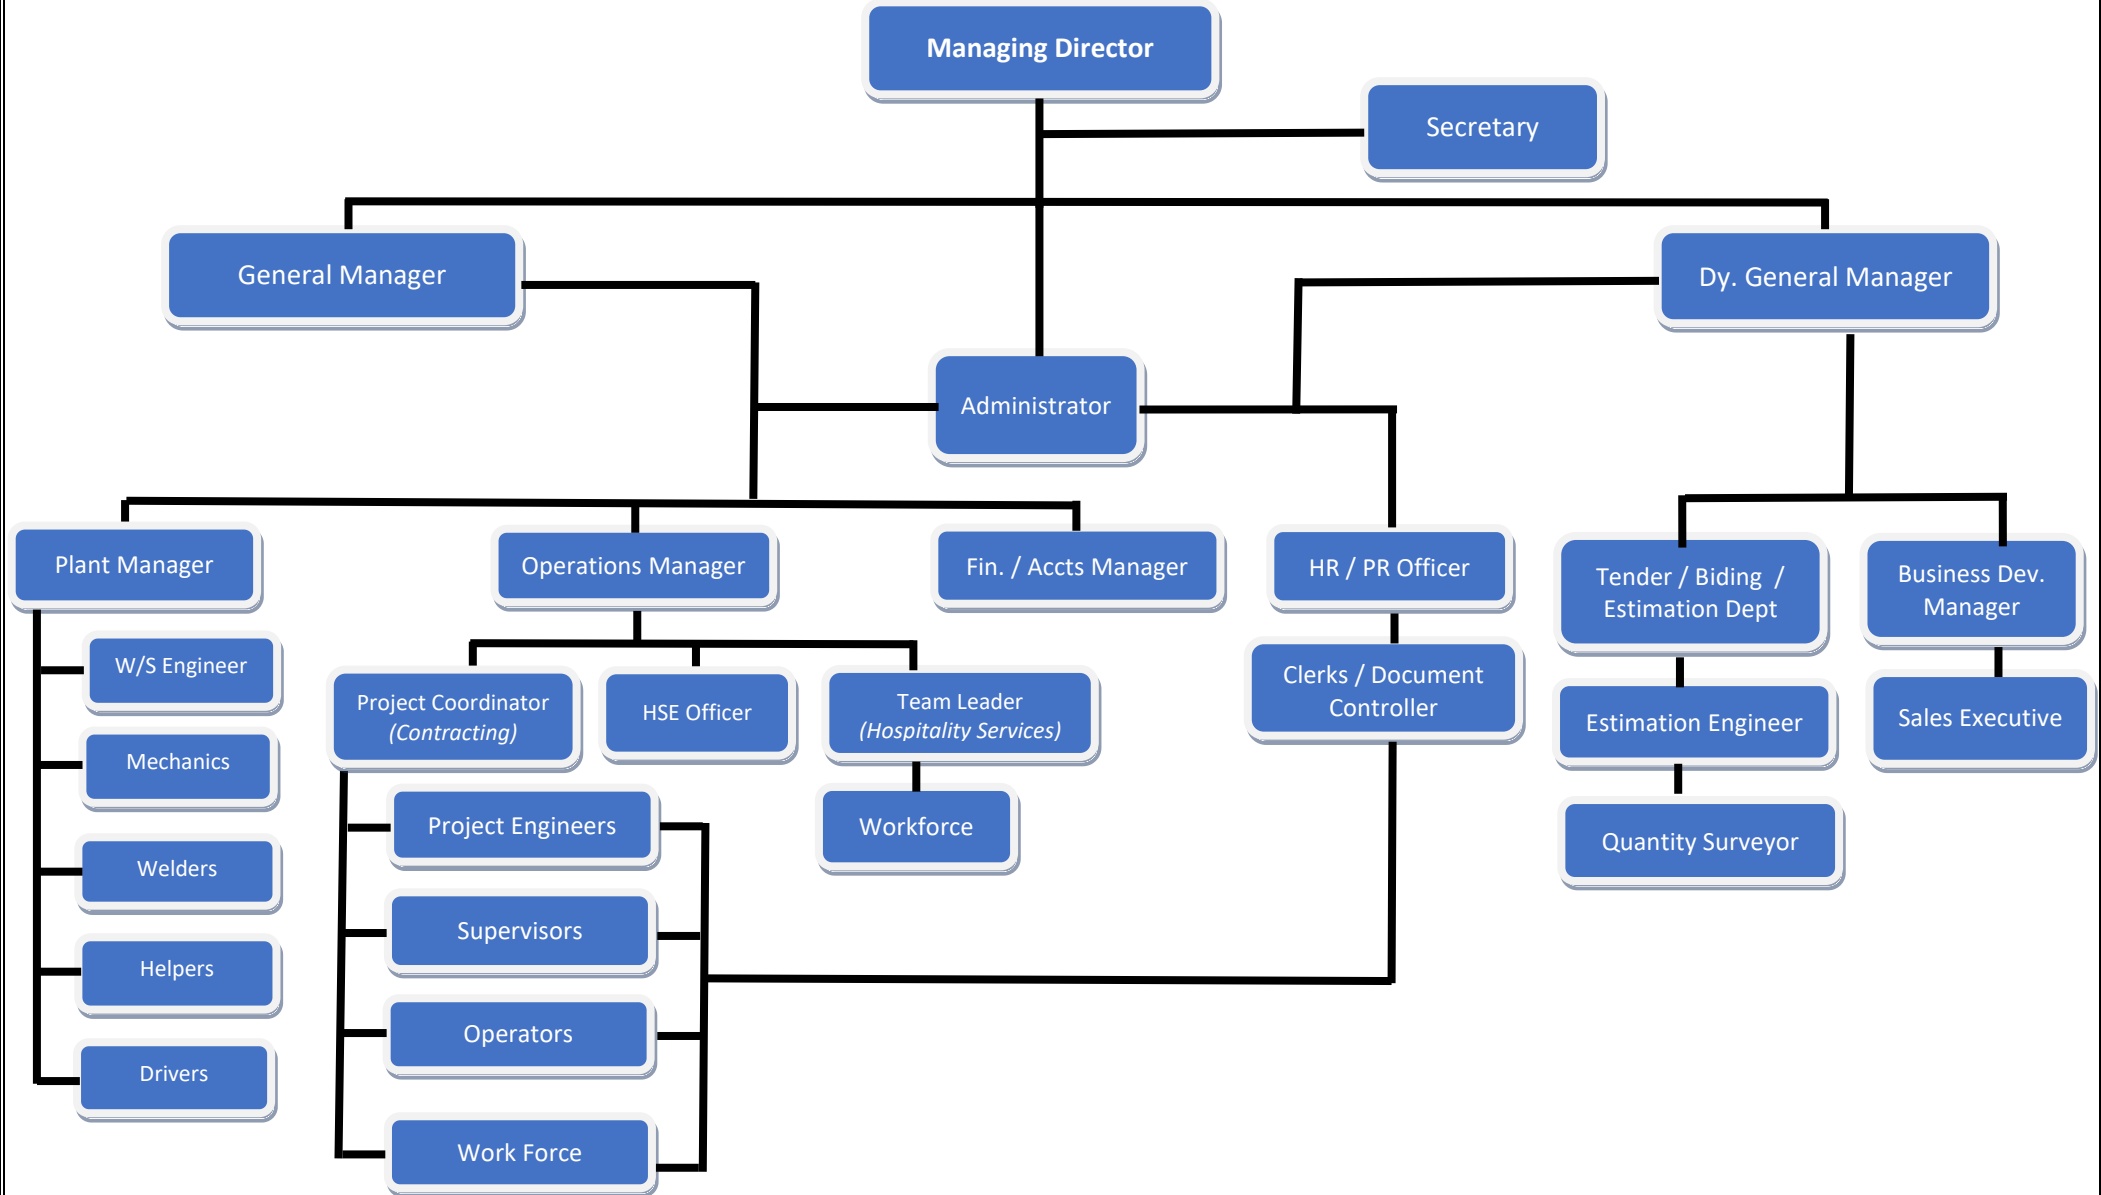 Managing Director
Secretary
General Manager
Dy. General Manager
Administrator
Plant Manager
Operations Manager
Fin. / Accts Manager
HR / PR Officer
Tender / Biding  /
Estimation Dept
Business Dev.
Manager
W/S Engineer
Mechanics
Welders
Helpers
Drivers
Project Coordinator
(Contracting)
HSE Officer
Team Leader
(Hospitality Services)
Clerks / Document
Controller
Estimation Engineer
Sales Executive
Project Engineers
Supervisors
Operators
Work Force
Workforce
Quantity Surveyor